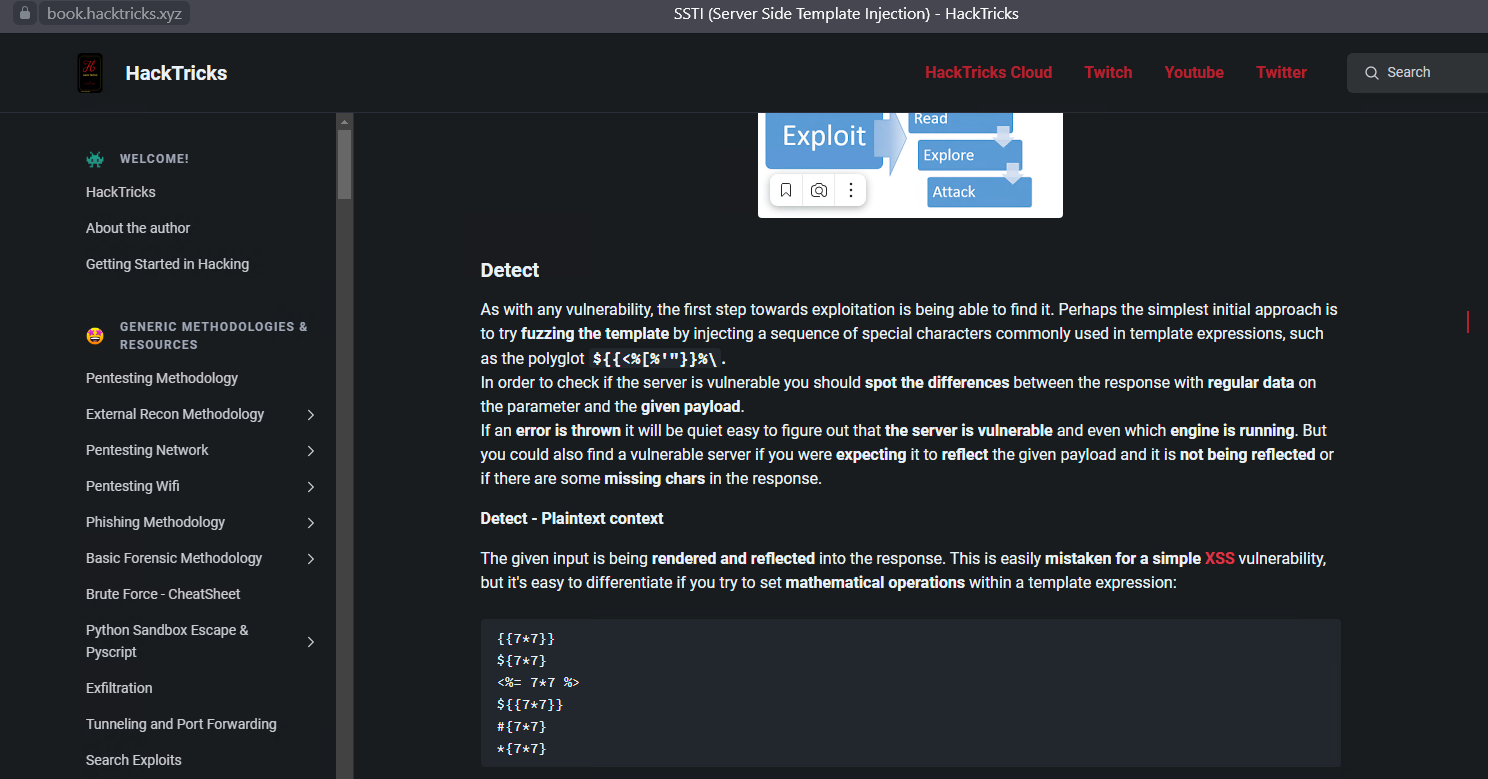 book.hacktricks.xyz
SSTI (Server Side Template Injection) - HackTricks
HackTricks
HackTricks Cloud
Twitch
Youtube
Twitter
Search
WELCOME!
HackTricks
About the author
Getting Started in Hacking
GENERIC METHODOLOGIES &
RESOURCES
Pentesting Methodology
External Recon Methodology
Pentesting Network
Pentesting Wifi
Phishing Methodology
Basic Forensic Methodology
Brute Force - CheatSheet
Python Sandbox Escape &
Pyscript
Exfiltration
Tunneling and Port Forwarding
Search Exploits
Exploit
Read
Explore
Attack
Detect
As with any vulnerability, the first step towards exploitation is being able to find it. Perhaps the simplest initial approach is
to try fuzzing the template by injecting a sequence of special characters commonly used in template expressions, such
as the polyglot ${{<%[%'"}}%\.
In order to check if the server is vulnerable you should spot the differences between the response with regular data on
the parameter and the given payload.
If an error is thrown it will be quiet easy to figure out that the server is vulnerable and even which engine is running. But
you could also find a vulnerable server if you were expecting it to reflect the given payload and it is not being reflected or
if there are some missing chars in the response.
Detect - Plaintext context
The given input is being rendered and reflected into the response. This is easily mistaken for a simple XSS vulnerability,
but it's easy to differentiate if you try to set mathematical operations within a template expression:
{{7*7}}
${7*7}
<%= 7*7 %>
${{7*7}}
#{7*7}
*{7*7}